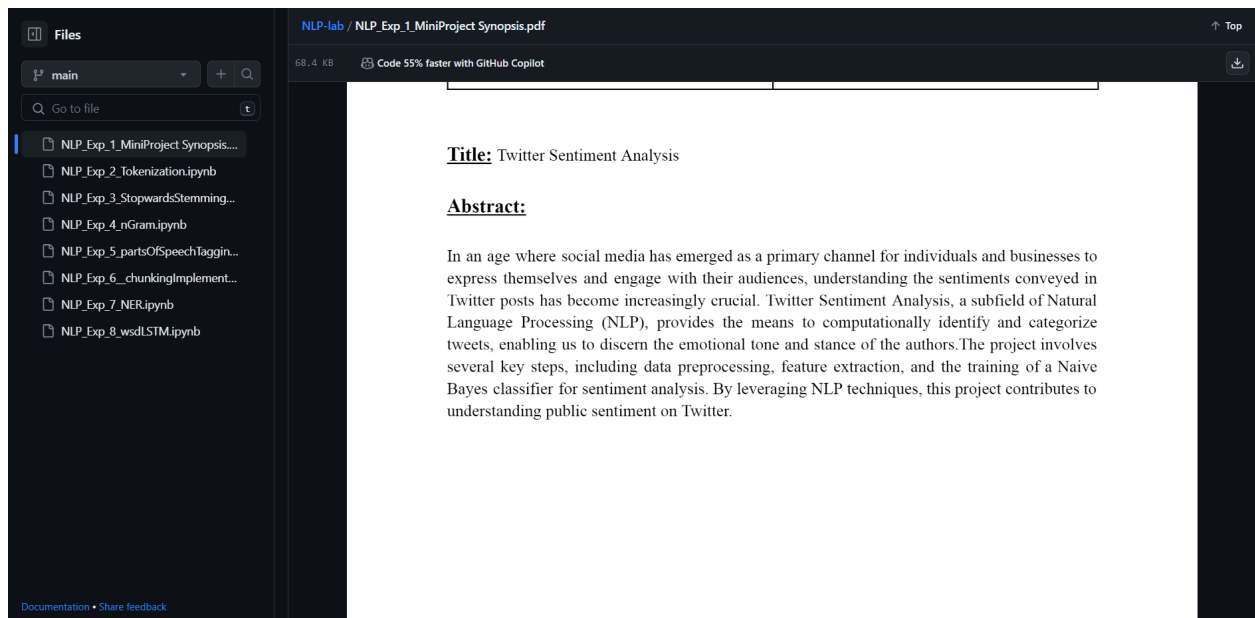 Files
main
Go to file
t
NLP_Exp_1_MiniProject Synopsis....
NLP_Exp_2_Tokenization.ipynb
NLP_Exp_3_StopwardsStemming...
NLP_Exp_4_nGram.ipynb
NLP_Exp_5_partsOfSpeechTaggin...
NLP_Exp_6__chunkingImplement...
NLP_Exp_7_NER.ipynb
NLP_Exp_8_wsdLSTM.ipynb
Documentation • Share feedback
NLP-lab / NLP_Exp_1_MiniProject Synopsis.pdf
Top
68.4 KB
Code 55% faster with GitHub Copilot
Title: Twitter Sentiment Analysis
Abstract:
In an age where social media has emerged as a primary channel for individuals and businesses to
express themselves and engage with their audiences, understanding the sentiments conveyed in
Twitter posts has become increasingly crucial. Twitter Sentiment Analysis, a subfield of Natural
Language Processing (NLP), provides the means to computationally identify and categorize
tweets, enabling us to discern the emotional tone and stance of the authors.The project involves
several key steps, including data preprocessing, feature extraction, and the training of a Naive
Bayes classifier for sentiment analysis. By leveraging NLP techniques, this project contributes to
understanding public sentiment on Twitter.